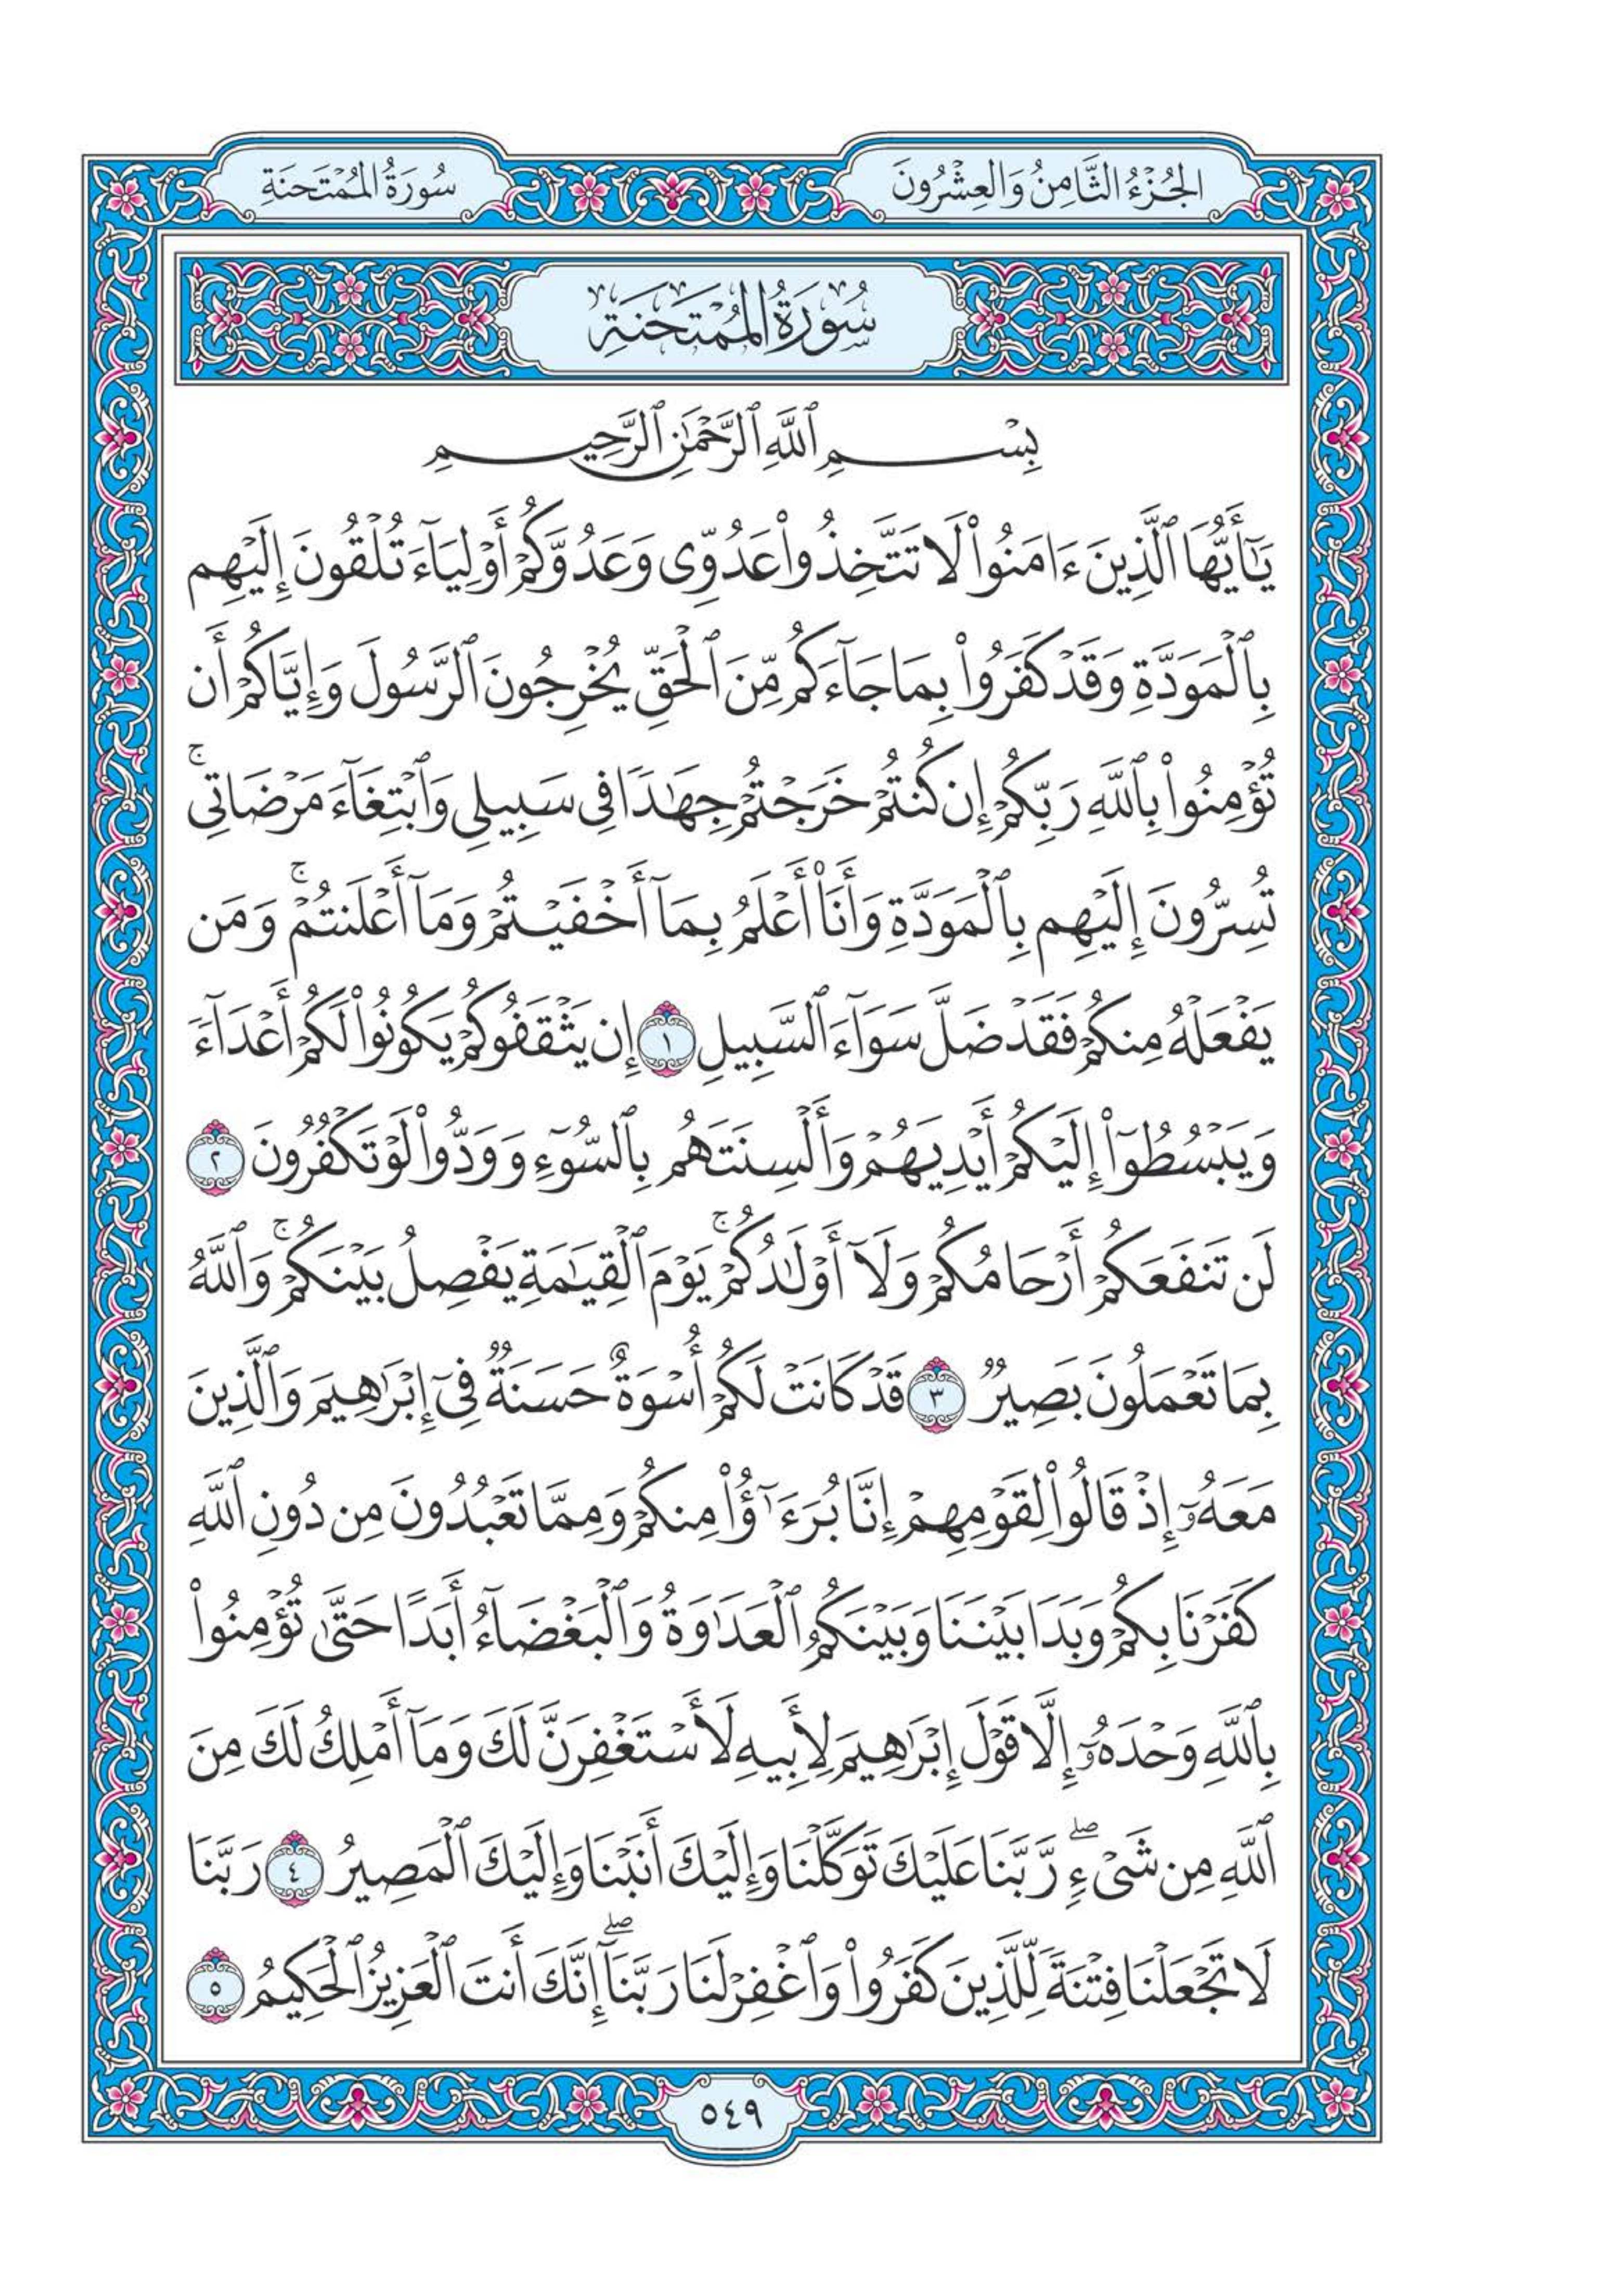 الجُزْءُ الثَّامِنُ وَالعِشْرُونَ
سُورَةُ المُمْتَحنَةِ
سُورَةُ المُمْتَحنَةِ
بِسْمِ ٱللَّهِ ٱلرَّحْمَٰنِ ٱلرَّحِيمِ
يَٰٓأَيُّهَا ٱلَّذِينَ ءَامَنُوا۟ لَا تَتَّخِذُوا۟ عَدُوِّى وَعَدُوَّكُمْ أَوْلِيَآءَ تُلْقُونَ إِلَيْهِم
بِٱلْمَوَدَّةِ وَقَدْ كَفَرُوا۟ بِمَا جَآءَكُم مِّنَ ٱلْحَقِّ يُخْرِجُونَ ٱلرَّسُولَ وَإِيَّاكُمْ أَن
تُؤْمِنُوا۟ بِٱللَّهِ رَبِّكُمْ إِن كُنتُمْ خَرَجْتُمْ جِهَٰدًا فِى سَبِيلِى وَٱبْتِغَآءَ مَرْضَاتِى ۚ
تُسِرُّونَ إِلَيْهِم بِٱلْمَوَدَّةِ وَأَنَا۠ أَعْلَمُ بِمَآ أَخْفَيْتُمْ وَمَآ أَعْلَنتُمْ ۚ وَمَن
يَفْعَلْهُ مِنكُمْ فَقَدْ ضَلَّ سَوَآءَ ٱلسَّبِيلِ ١ إِن يَثْقَفُوكُمْ يَكُونُوا۟ لَكُمْ أَعْدَآءً
وَيَبْسُطُوٓا۟ إِلَيْكُمْ أَيْدِيَهُمْ وَأَلْسِنَتَهُم بِٱلسُّوٓءِ وَوَدُّوا۟ لَوْ تَكْفُرُونَ ٢
لَن تَنفَعَكُمْ أَرْحَامُكُمْ وَلَآ أَوْلَٰدُكُمْ ۚ يَوْمَ ٱلْقِيَٰمَةِ يَفْصِلُ بَيْنَكُمْ ۚ وَٱللَّهُ
بِمَا تَعْمَلُونَ بَصِيرٌ ٣ قَدْ كَانَتْ لَكُمْ أُسْوَةٌ حَسَنَةٌ فِىٓ إِبْرَٰهِيمَ وَٱلَّذِينَ
مَعَهُۥٓ إِذْ قَالُوا۟ لِقَوْمِهِمْ إِنَّا بُرَءَٰٓؤُا۟ مِنكُمْ وَمِمَّا تَعْبُدُونَ مِن دُونِ ٱللَّهِ
كَفَرْنَا بِكُمْ وَبَدَا بَيْنَنَا وَبَيْنَكُمُ ٱلْعَدَٰوَةُ وَٱلْبَغْضَآءُ أَبَدًا حَتَّىٰ تُؤْمِنُوا۟
بِٱللَّهِ وَحْدَهُۥٓ إِلَّا قَوْلَ إِبْرَٰهِيمَ لِأَبِيهِ لَأَسْتَغْفِرَنَّ لَكَ وَمَآ أَمْلِكُ لَكَ مِنَ
ٱللَّهِ مِن شَىْءٍ ۖ رَّبَّنَا عَلَيْكَ تَوَكَّلْنَا وَإِلَيْكَ أَنَبْنَا وَإِلَيْكَ ٱلْمَصِيرُ ٤ رَبَّنَا
لَا تَجْعَلْنَا فِتْنَةً لِّلَّذِينَ كَفَرُوا۟ وَٱغْفِرْ لَنَا رَبَّنَآ ۖ إِنَّكَ أَنتَ ٱلْعَزِيزُ ٱلْحَكِيمُ ٥
٥٤٩